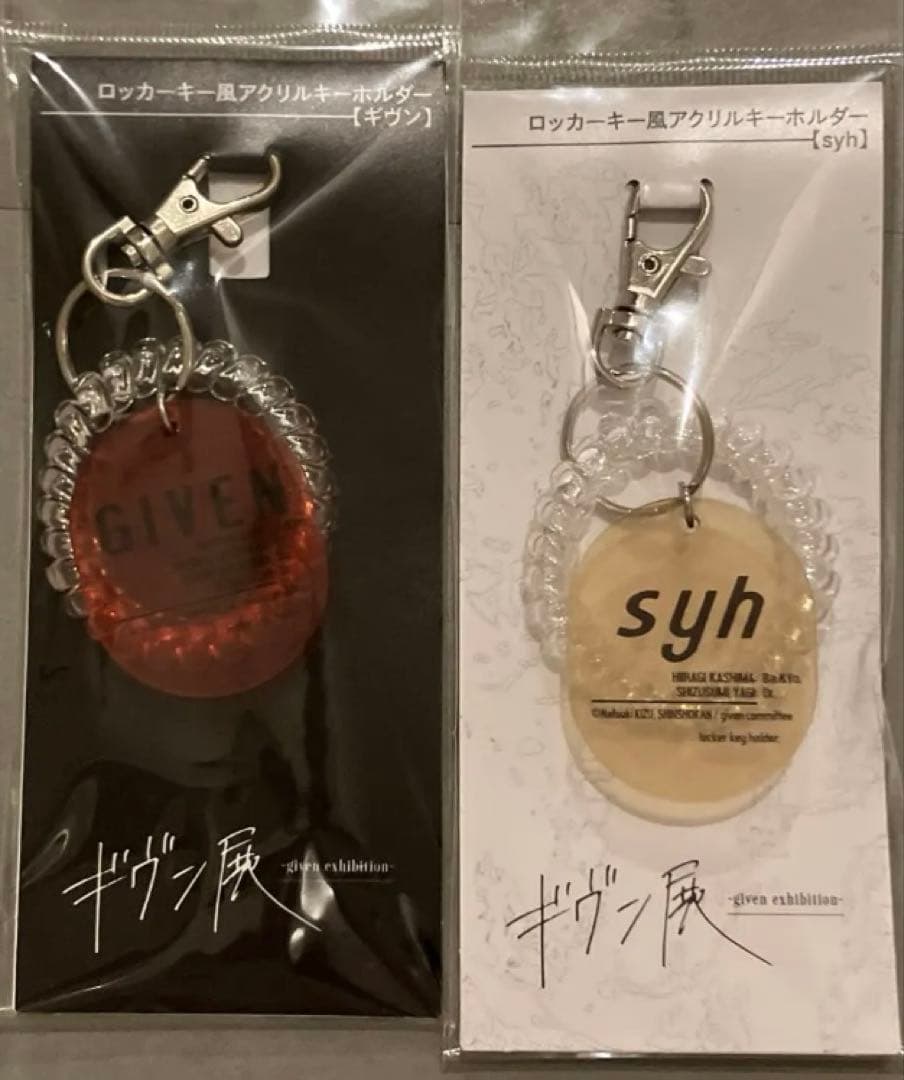 ロッカーキー風アクリルキーホルダー
【ギヴン】
GIVEN
ギヴン展
-given exhibition-
ロッカーキー風アクリルキーホルダー
【syh】
syh
HIIRAGI KASHIMA Ba.&Vo.
SHIZUSUMI YAGI Dr.
©Natsuki KIZU, SHINSHOKAN / given committee
locker key holder.
ギヴン展
-given exhibition-